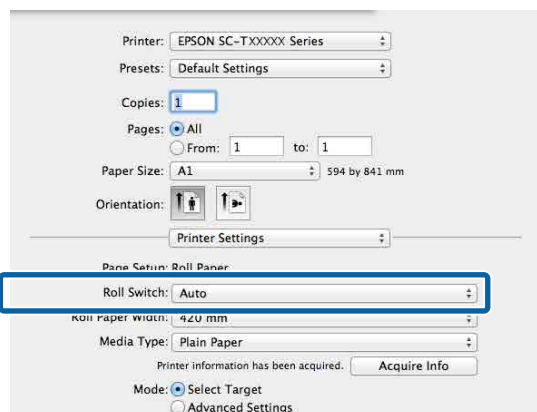 Printer: EPSON SC-TXXXXX Series
Presets: Default Settings
Copies: 1
Pages: All
From: 1 to: 1
Paper Size: A1 594 by 841 mm
Orientation:
Printer Settings
Page Setup: Roll Paper
Roll Switch: Auto
Roll Paper Width: 420 mm
Media Type: Plain Paper
Printer information has been acquired. Acquire Info
Mode: Select Target
Advanced Settings